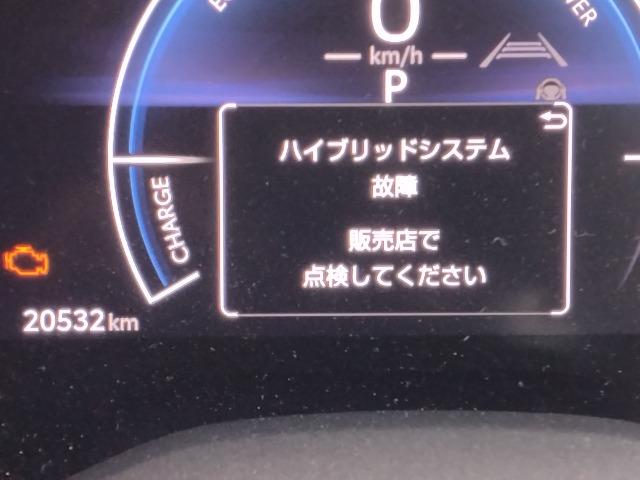 0
km/h
P
ハイブリッドシステム
故障
販売店で
点検してください
CHARGE
20532km